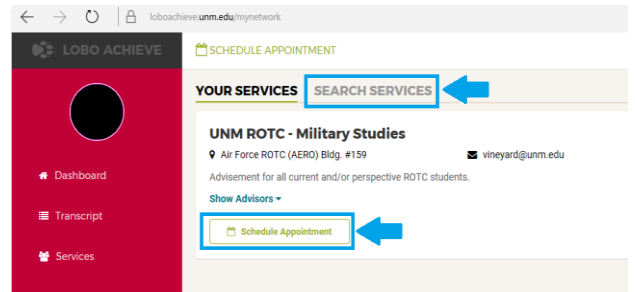 loboachieve.unm.edu/mynetwork
LOBO ACHIEVE
SCHEDULE APPOINTMENT
YOUR SERVICES SEARCH SERVICES
UNM ROTC - Military Studies
Air Force ROTC (AERO) Bldg. #159 vineyard@unm.edu
Advisement for all current and/or perspective ROTC students.
Show Advisors
Schedule Appointment
Dashboard
Transcript
Services